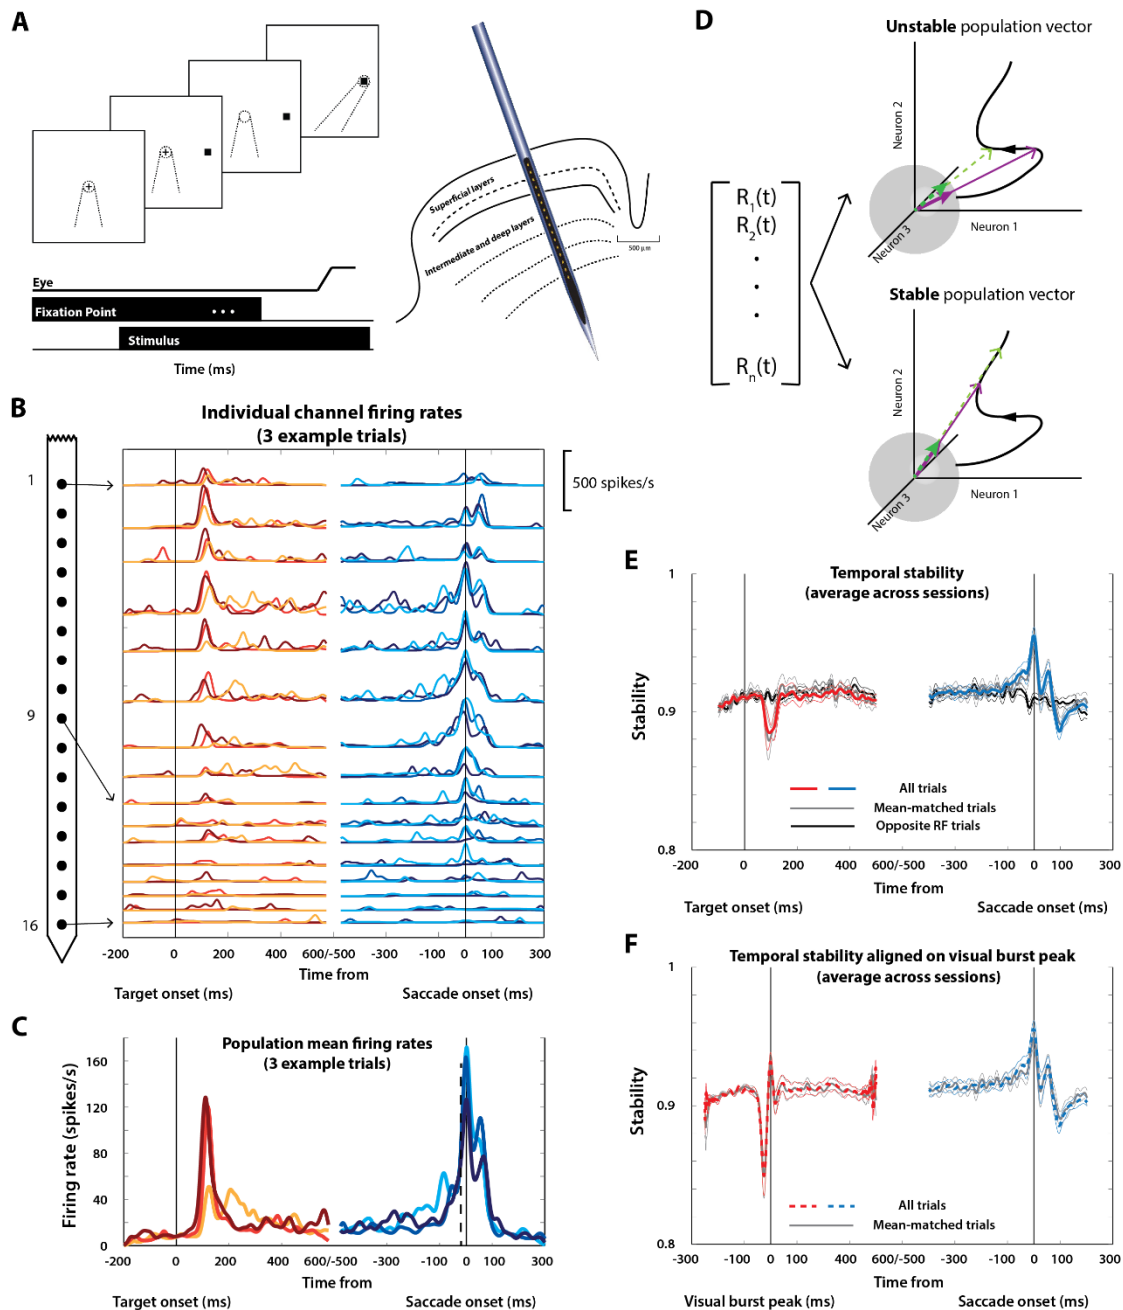 A
Superficial layers
Intermediate and deep layers
500 µm
Eye
Fixation Point
Stimulus
Time (ms)
B
Individual channel firing rates
(3 example trials)
1
9
16
500 spikes/s
-200 0 200 400 600/-500 -300 -100 0 100 300
Time from
Target onset (ms) Saccade onset (ms)
C
Population mean firing rates
(3 example trials)
Firing rate (spikes/s)
160
120
80
40
0
-200 0 200 400 600/-500 -300 -100 0 100 300
Time from
Target onset (ms) Saccade onset (ms)
D
Unstable population vector
Neuron 2
Neuron 1
Neuron 3
R1(t)
R2(t)
Rn(t)
Stable population vector
Neuron 2
Neuron 1
Neuron 3
E
Temporal stability
(average across sessions)
Stability
1
0.9
0.8
All trials
Mean-matched trials
Opposite RF trials
-200 0 200 400 600/-500 -300 -100 0 100 300
Time from
Target onset (ms) Saccade onset (ms)
F
Temporal stability aligned on visual burst peak
(average across sessions)
Stability
1
0.9
0.8
All trials
Mean-matched trials
-300 -100 0 100 300 600/-500 -300 -100 0 100 300
Time from
Visual burst peak (ms) Saccade onset (ms)